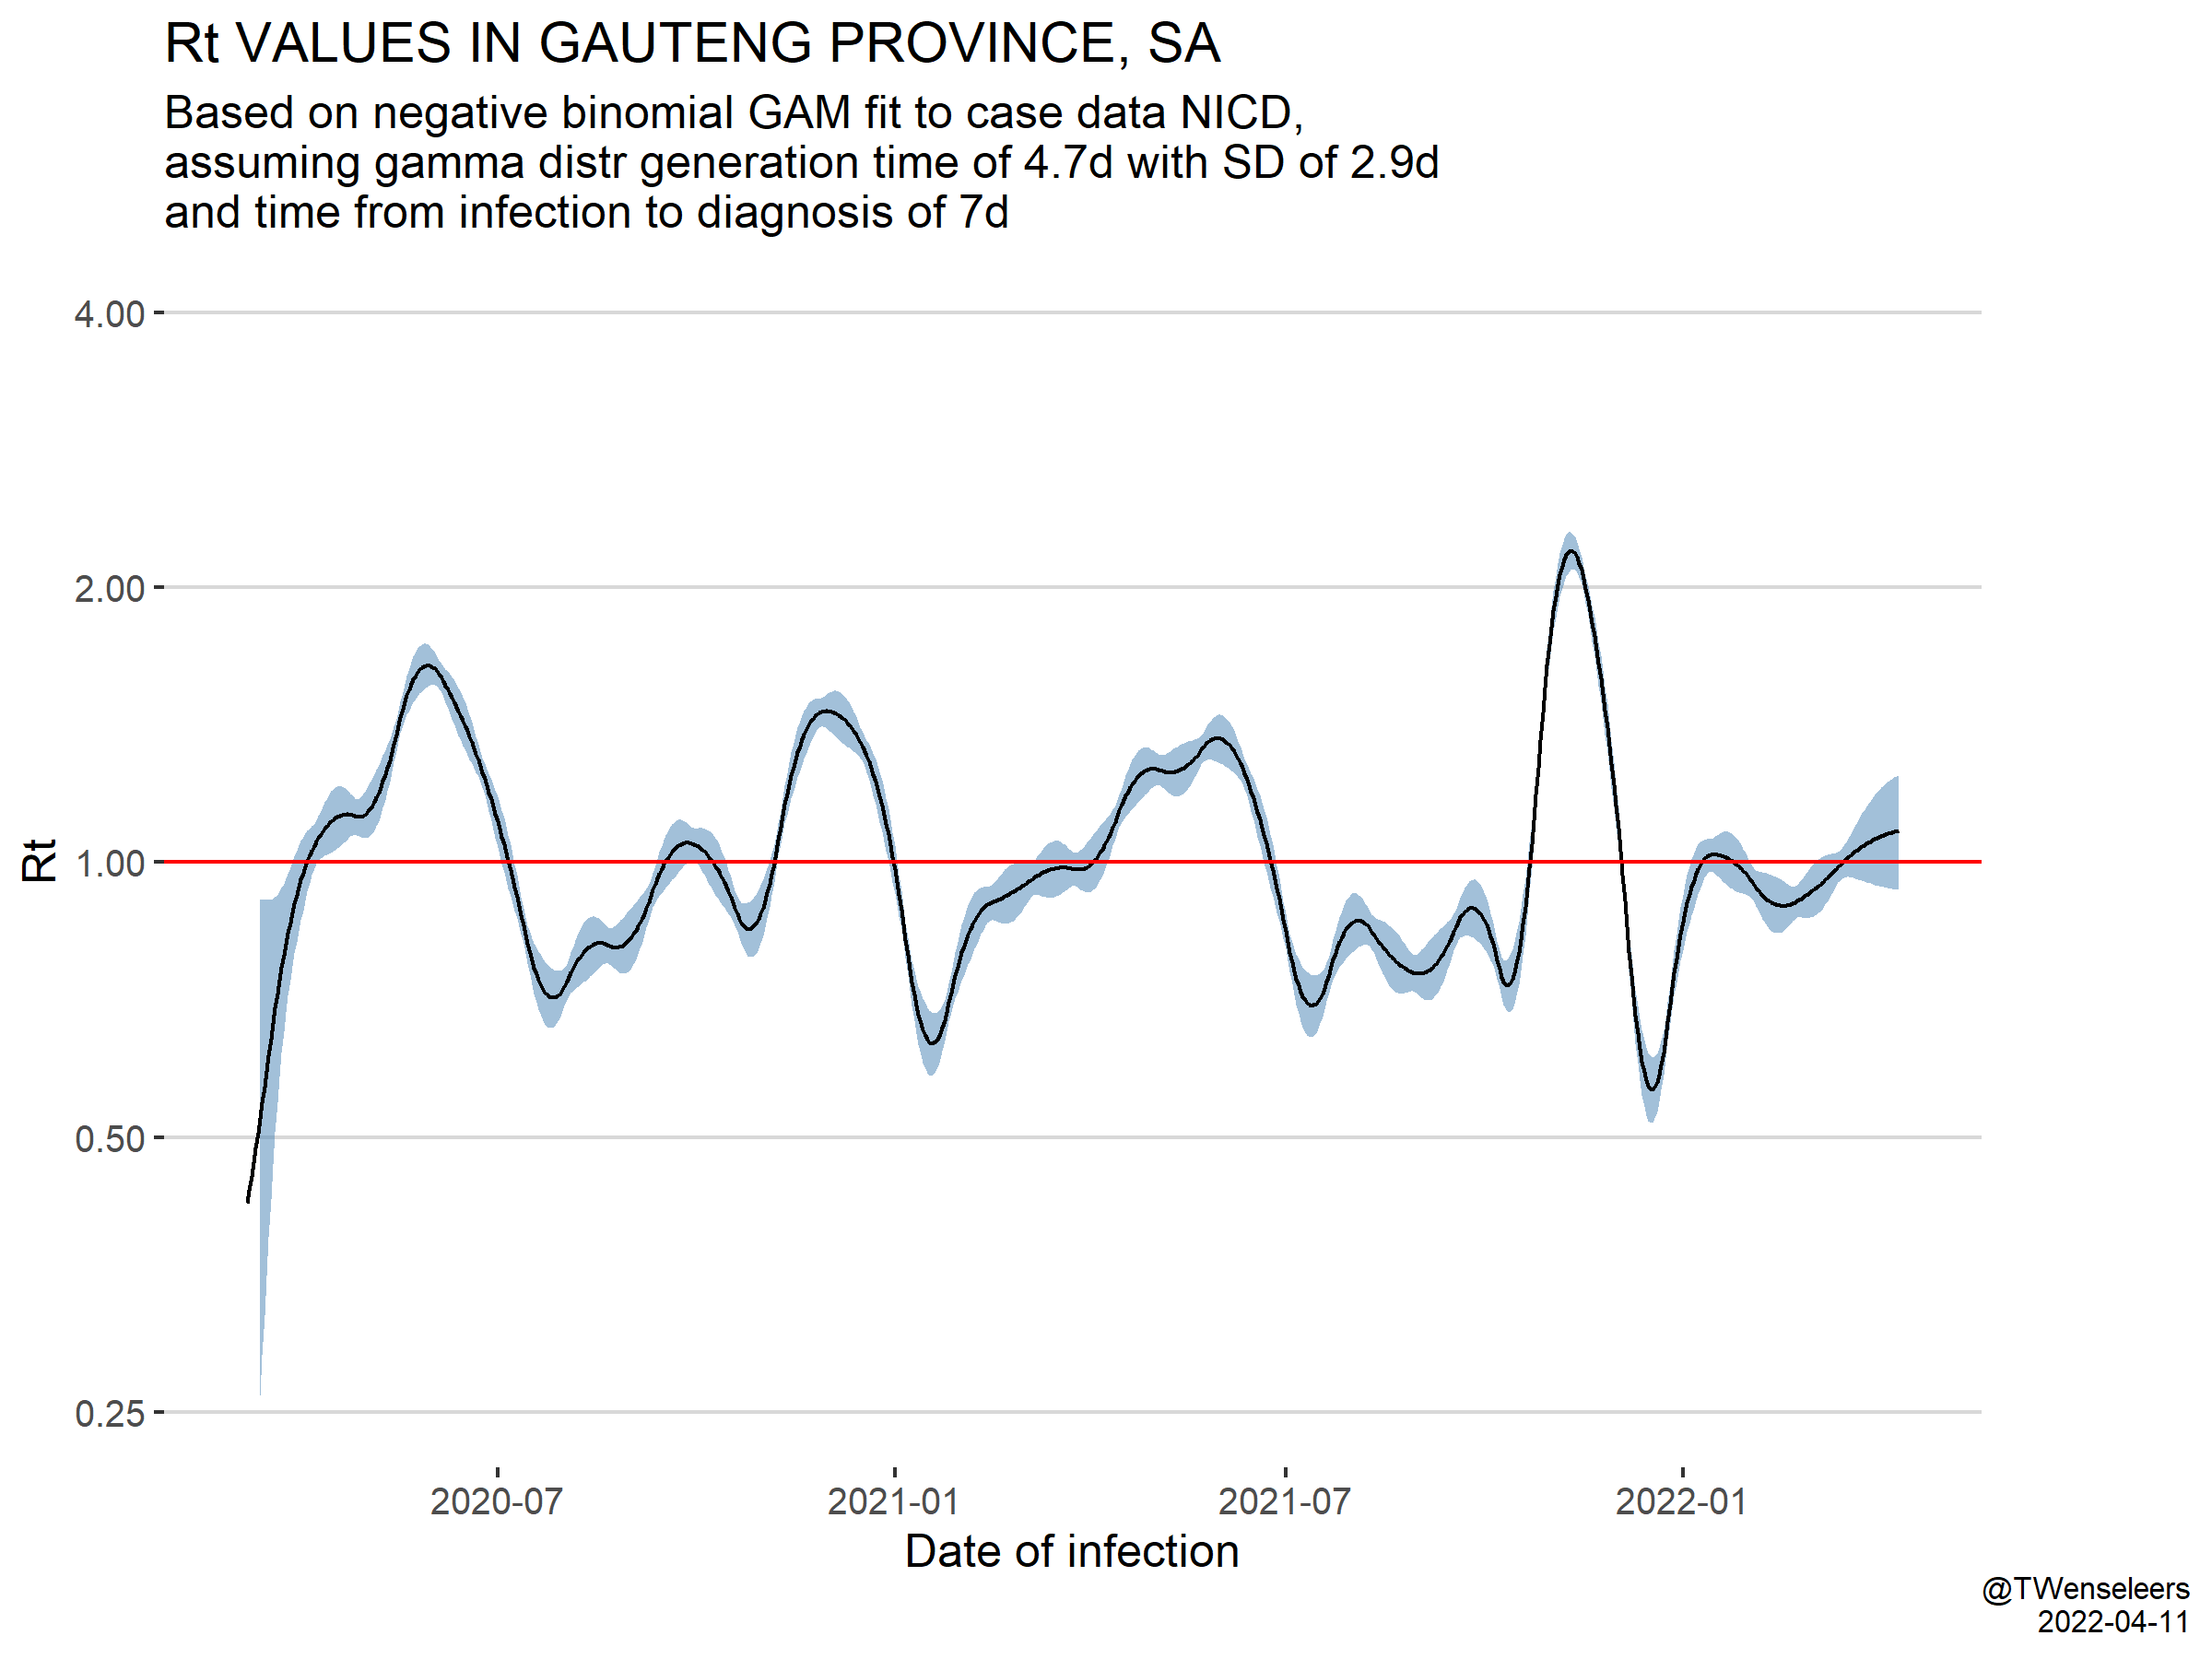 Rt VALUES IN GAUTENG PROVINCE, SA
Based on negative binomial GAM fit to case data NICD,
assuming gamma distr generation time of 4.7d with SD of 2.9d
and time from infection to diagnosis of 7d
4.00
2.00
1.00
0.50
0.25
Rt
2020-07
2021-01
2021-07
2022-01
Date of infection
@TWenseleers
2022-04-11